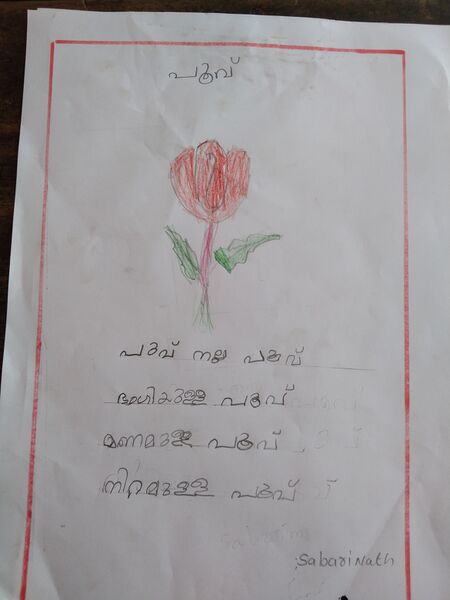 പൂവ്
പൂവ് നല്ല പൂവ്
ഭംഗിയുള്ള പൂവ്
മണമുള്ള പൂവ്
നിറമുള്ള പൂവ്
SabariNath